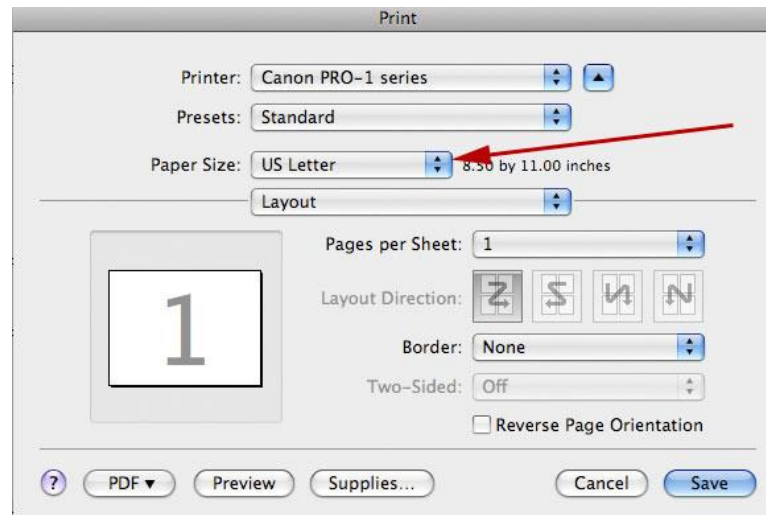 Print
Printer: Canon PRO-1 series
Presets: Standard
Paper Size: US Letter 8.50 by 11.00 inches
Layout
Pages per Sheet: 1
1
Layout Direction:
Border: None
Two-Sided: Off
Reverse Page Orientation
? PDF ▼ Preview Supplies... Cancel Save